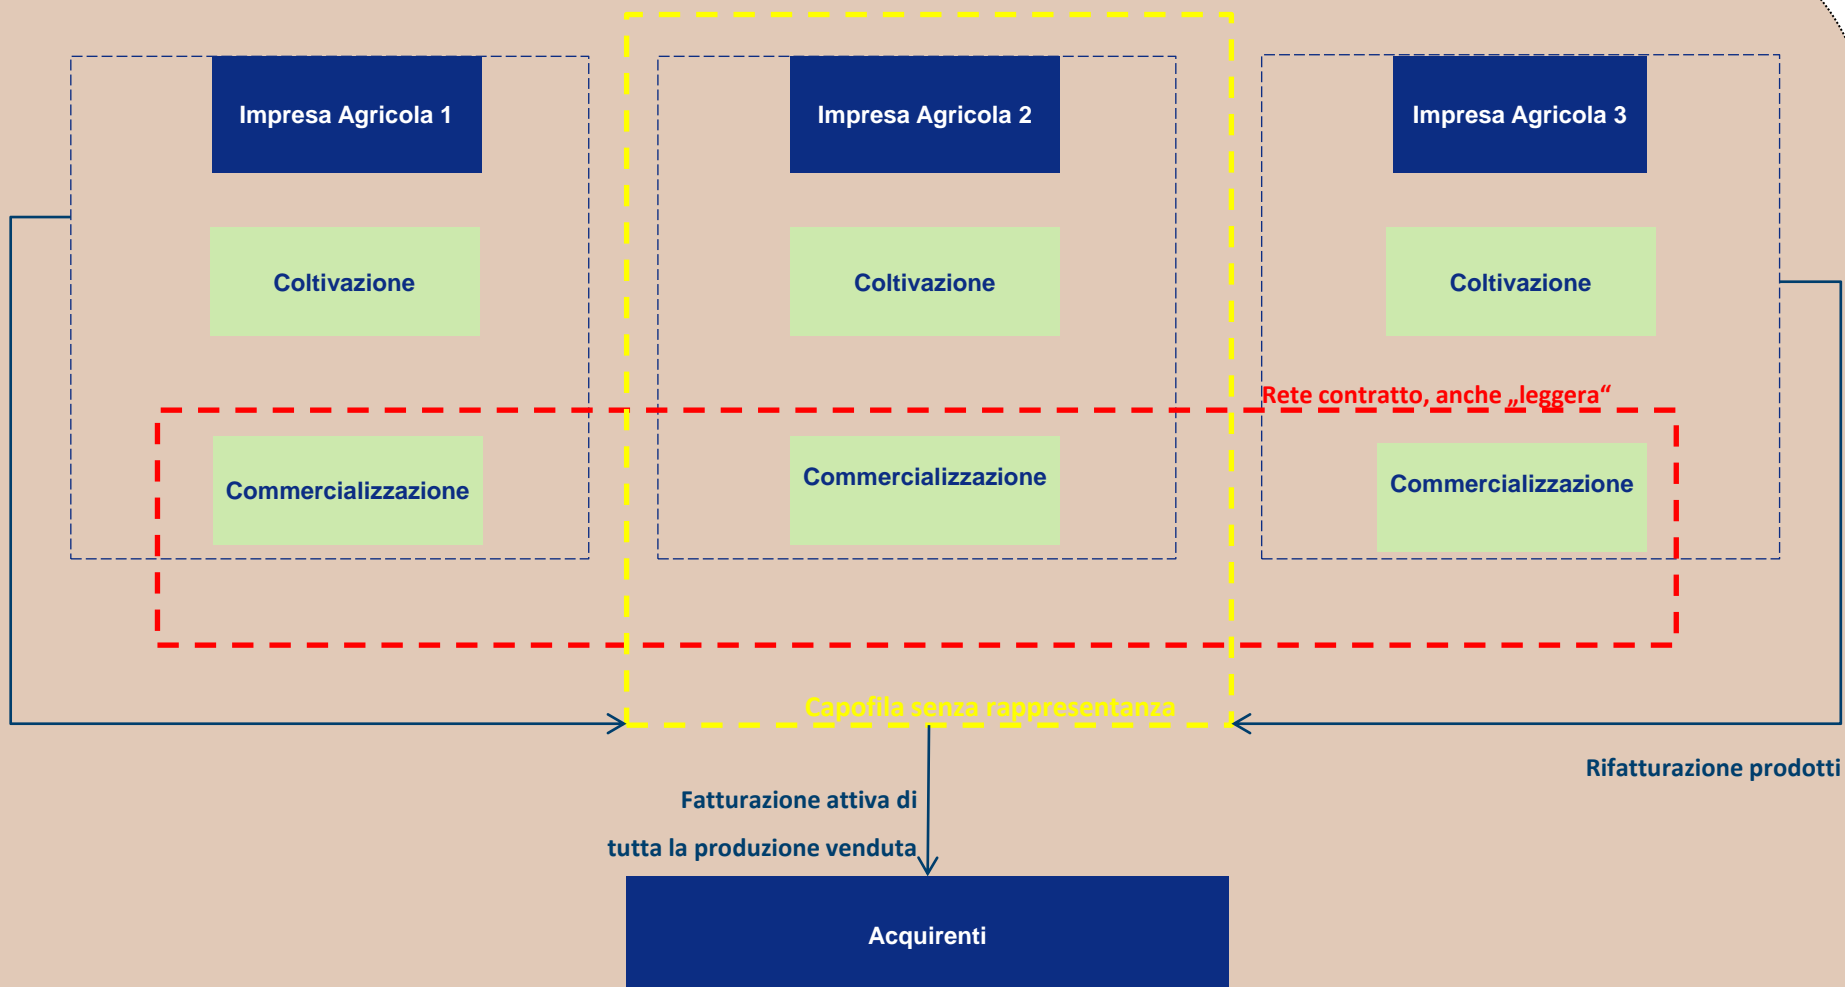 Impresa Agricola 1
Impresa Agricola 2
Impresa Agricola 3
Coltivazione
Coltivazione
Coltivazione
Rete contratto, anche „leggera“
Commercializzazione
Commercializzazione
Commercializzazione
Capofila senza rappresentanza
Rifatturazione prodotti
Fatturazione attiva di
tutta la produzione venduta
Acquirenti